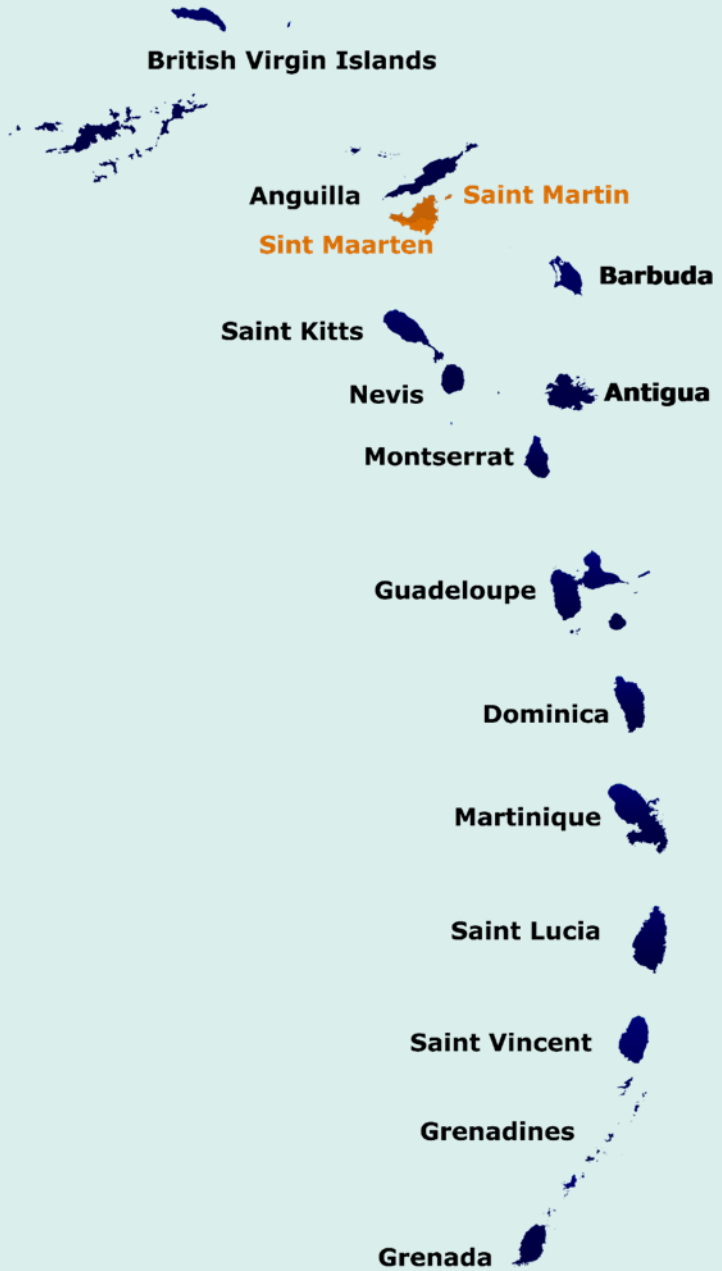 British Virgin Islands
Anguilla
Saint Martin
Sint Maarten
Barbuda
Saint Kitts
Nevis
Antigua
Montserrat
Guadeloupe
Dominica
Martinique
Saint Lucia
Saint Vincent
Grenadines
Grenada